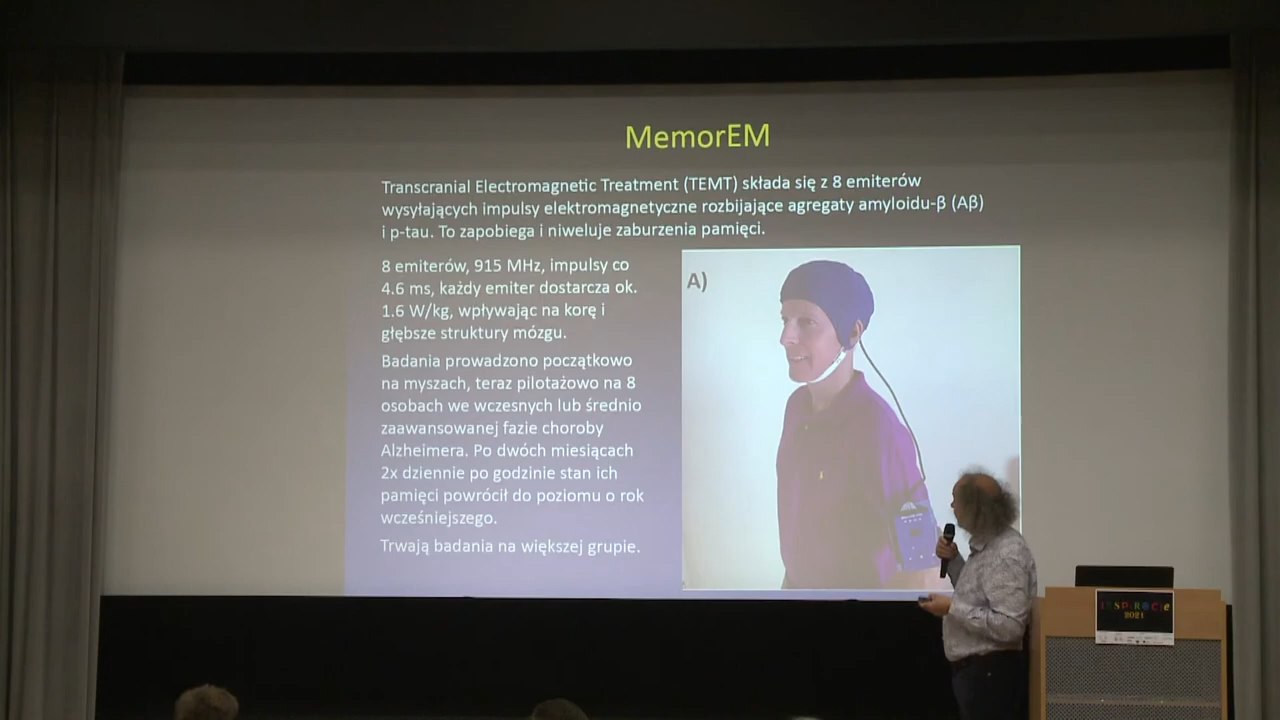 MemorEM
Transcranial Electromagnetic Treatment (TEMT) składa się z 8 emiterów
wysyłających impulsy elektromagnetyczne rozbijające agregaty amyloidu-β (Aβ)
i p-tau. To zapobiega i niweluje zaburzenia pamięci.
8 emiterów, 915 MHz, impulsy co
4.6 ms, każdy emiter dostarcza ok.
1.6 W/kg, wpływając na korę i
głębsze struktury mózgu.
Badania prowadzono początkowo
na myszach, teraz pilotażowo na 8
osobach we wczesnych lub średnio
zaawansowanej fazie choroby
Alzheimera. Po dwóch miesiącach
2x dziennie po godzinie stan ich
pamięci powrócił do poziomu o rok
wcześniejszego.
Trwają badania na większej grupie.
A)
INSPIRACJE
2021